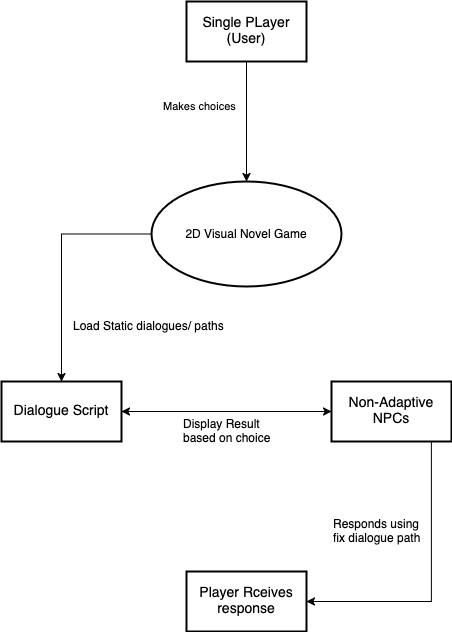 Single PLayer
(User)
Makes choices
2D Visual Novel Game
Load Static dialogues/ paths
Dialogue Script
Non-Adaptive
NPCs
Display Result
based on choice
Responds using
fix dialogue path
Player Rceives
response